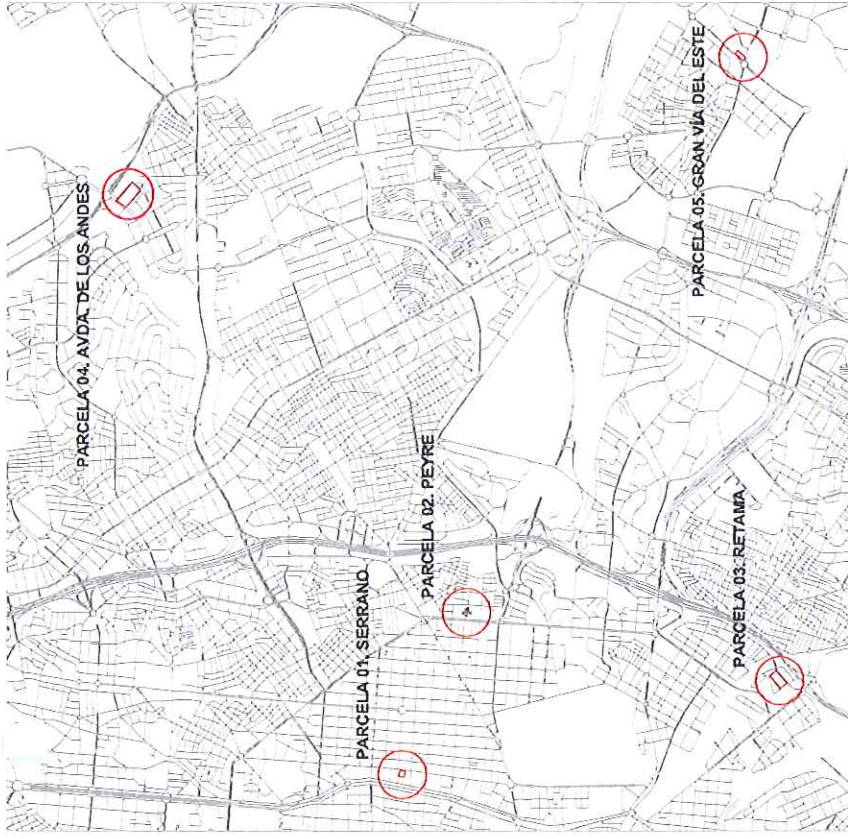 PARCELA 01. SERRANO
PARCELA 02. PEYRE
PARCELA 03. RETAMA
PARCELA 04. AVDA. DE LOS ANDES
PARCELA 05. GRAN VÍA DEL ESTE